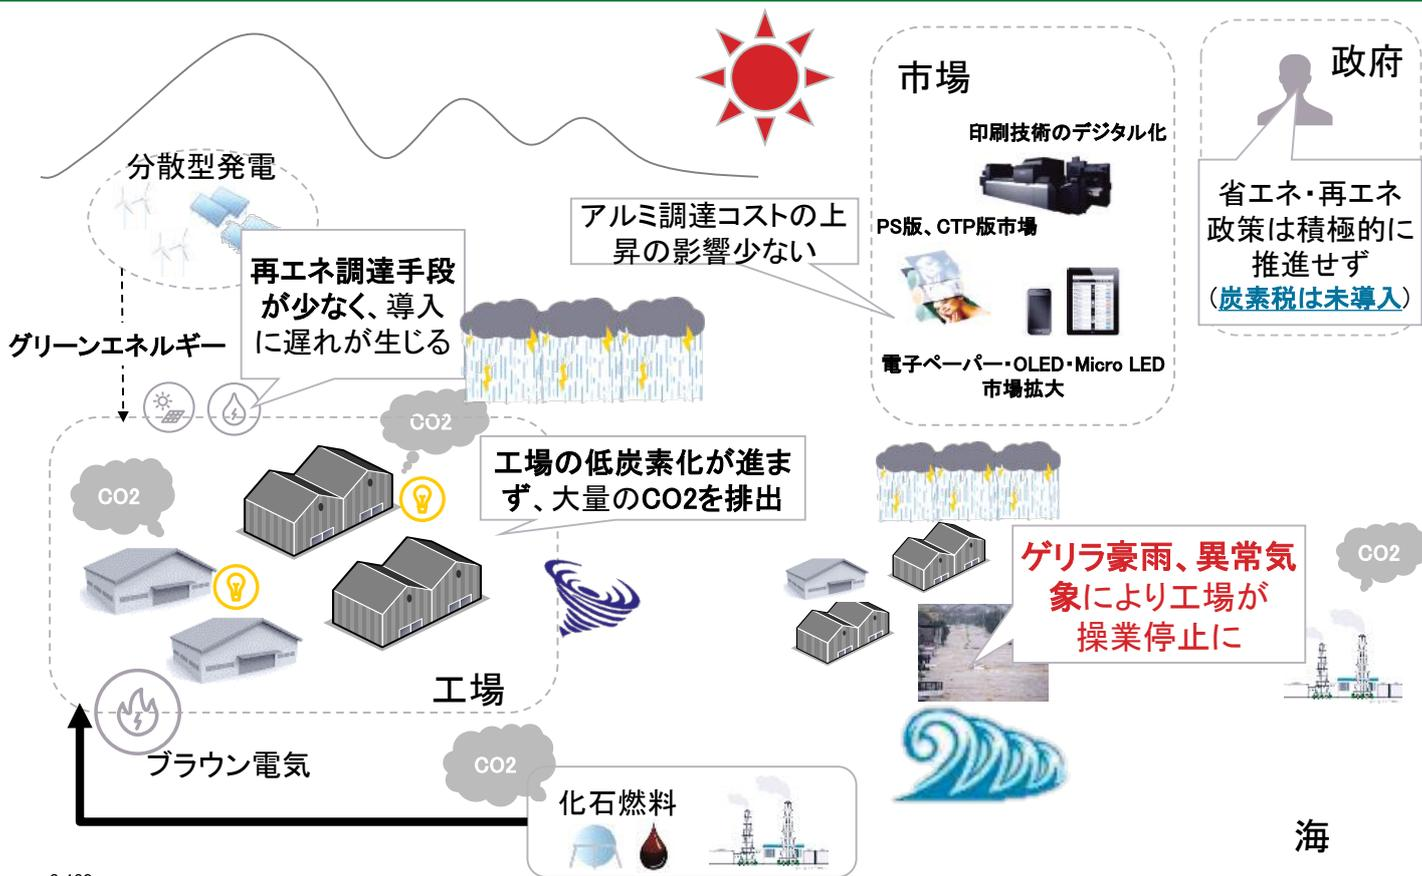 市場
政府
印刷技術のデジタル化
分散型発電
省エネ・再エネ
政策は積極的に
推進せず
（炭素税は未導入）
アルミ調達コストの上
昇の影響少ない
PS版、CTP版市場
再エネ調達手段
が少なく、導入
に遅れが生じる
グリーンエネルギー
電子ペーパー・OLED・Micro LED
市場拡大
CO2
CO2
工場の低炭素化が進ま
ず、大量のCO2を排出
ゲリラ豪雨、異常気
象により工場が
操業停止に
CO2
工場
ブラウン電気
CO2
化石燃料
海